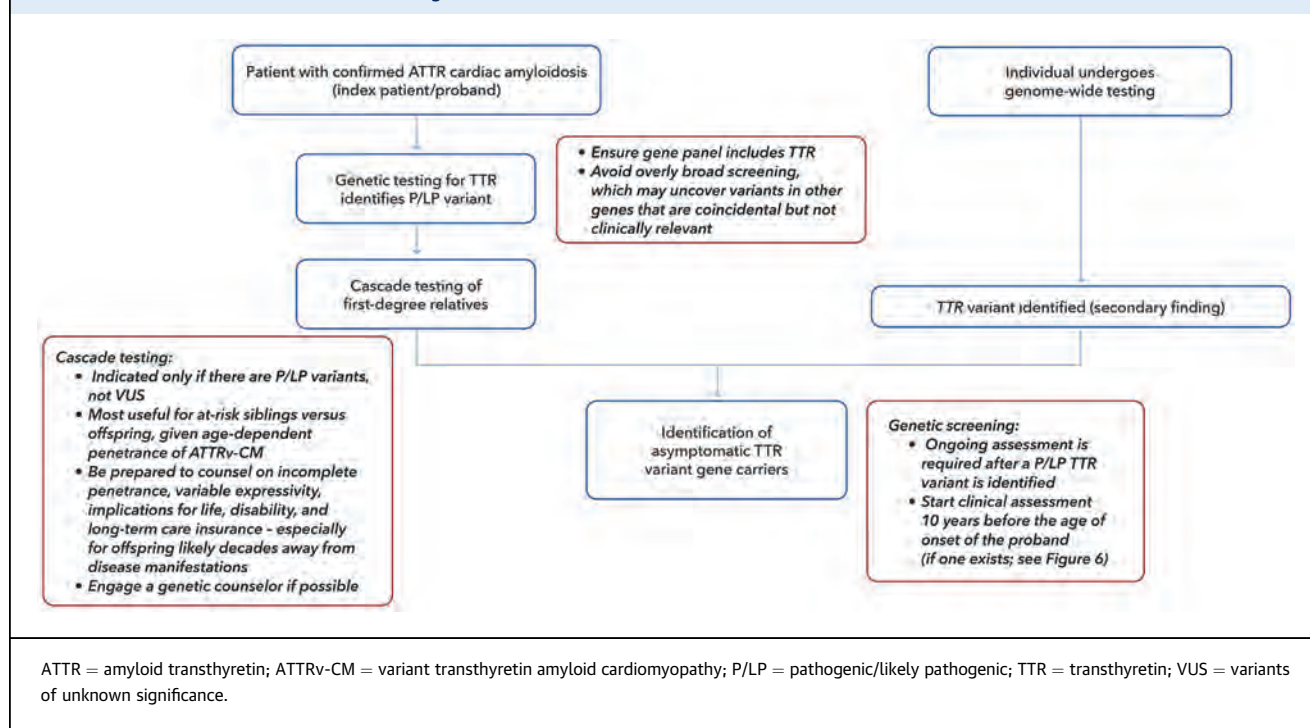 Patient with confirmed ATTR cardiac amyloidosis
(index patient/proband)
Individual undergoes
genome-wide testing
Genetic testing for TTR
identifies P/LP variant
• Ensure gene panel includes TTR
• Avoid overly broad screening,
which may uncover variants in other
genes that are coincidental but not
clinically relevant
Cascade testing of
first-degree relatives
TTR variant identified (secondary finding)
Cascade testing:
• Indicated only if there are P/LP variants,
not VUS
• Most useful for at-risk siblings versus
offspring, given age-dependent
penetrance of ATTRv-CM
• Be prepared to counsel on incomplete
penetrance, variable expressivity,
implications for life, disability, and
long-term care insurance – especially
for offspring likely decades away from
disease manifestations
• Engage a genetic counselor if possible
Identification of
asymptomatic TTR
variant gene carriers
Genetic screening:
• Ongoing assessment is
required after a P/LP TTR
variant is identified
• Start clinical assessment
10 years before the age of
onset of the proband
(if one exists; see Figure 6)
ATTR = amyloid transthyretin; ATTRv-CM = variant transthyretin amyloid cardiomyopathy; P/LP = pathogenic/likely pathogenic; TTR = transthyretin; VUS = variants
of unknown significance.